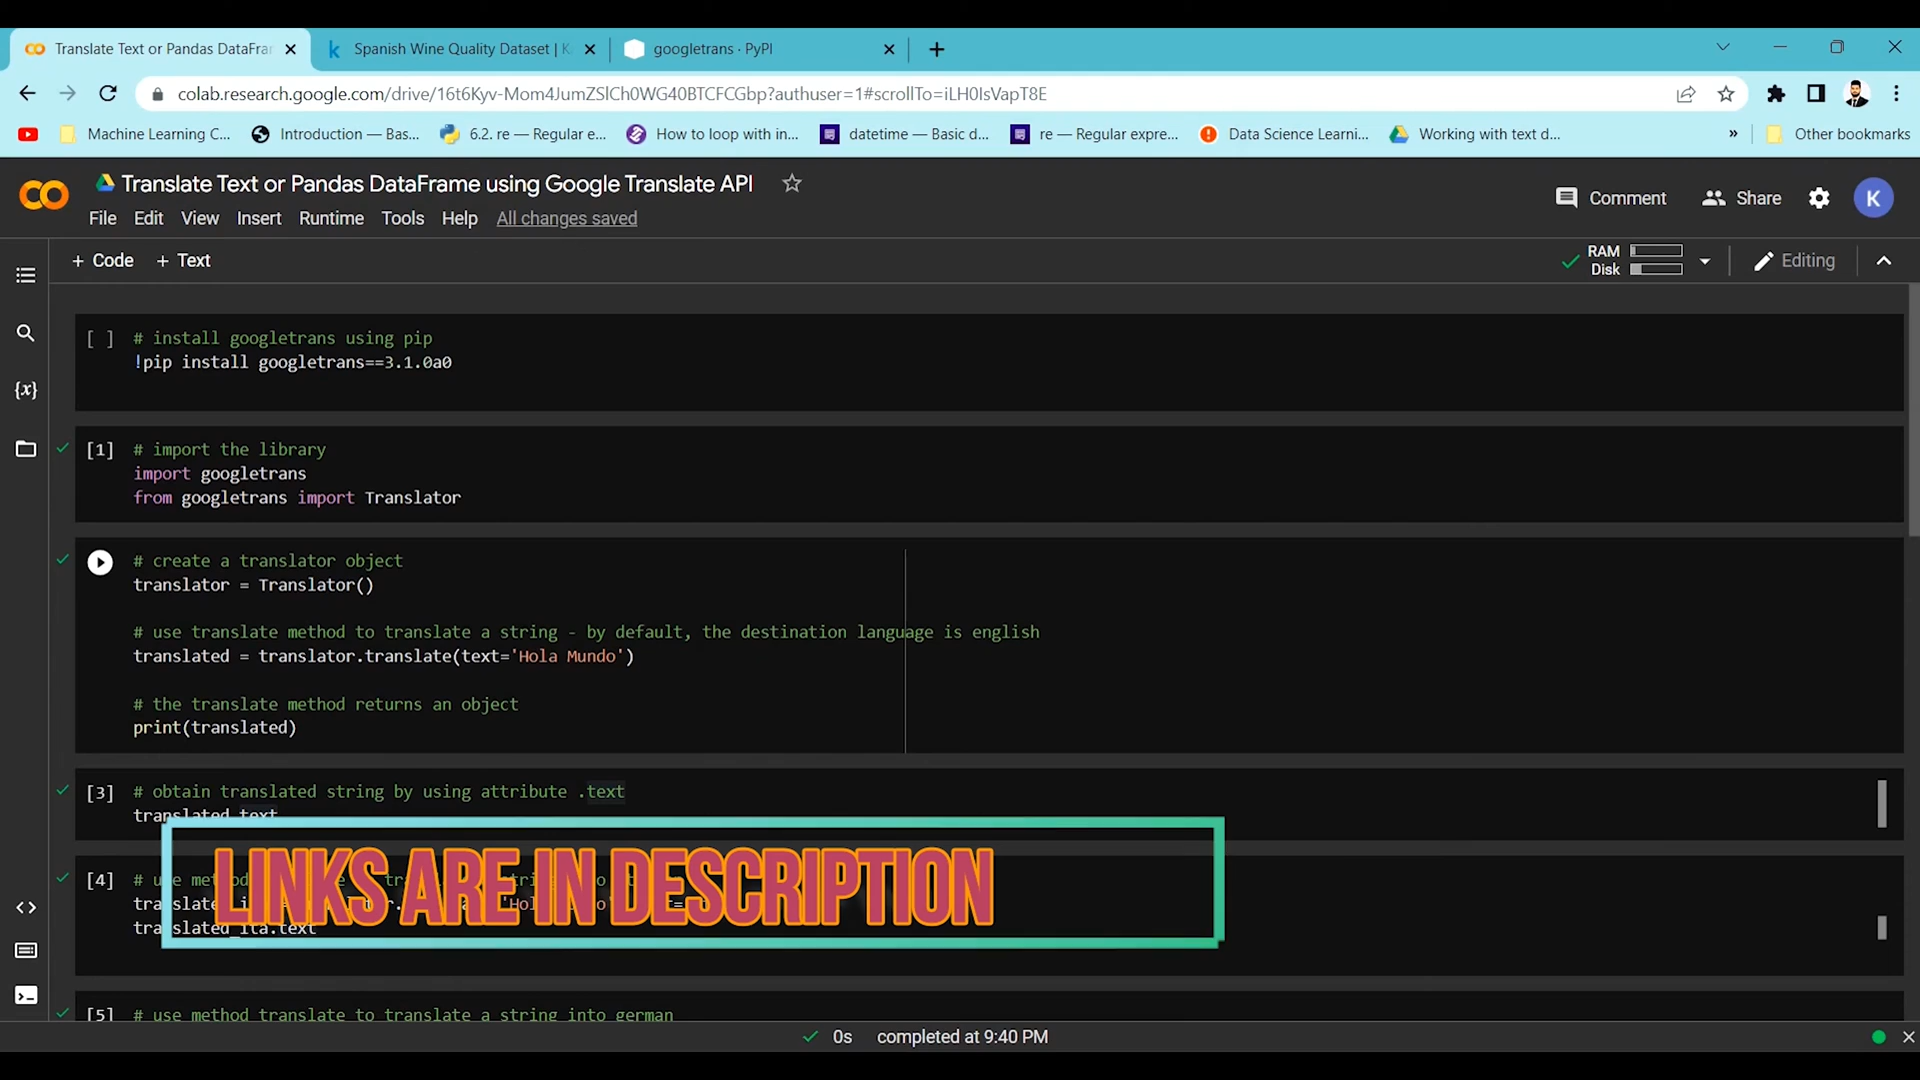 Translate Text or Pandas DataFra
Spanish Wine Quality Dataset | K
googletrans · PyPI
colab.research.google.com/drive/16t6Kyv-Mom4JumZSlCh0WG40BTCFCGbp?authuser=1#scrollTo=iLH0IsVapT8E
Machine Learning C...
Introduction — Bas...
6.2. re — Regular e...
How to loop with in...
datetime — Basic d...
re — Regular expre...
Data Science Learni...
Working with text d...
»
Other bookmarks
Translate Text or Pandas DataFrame using Google Translate API
Comment
Share
K
File Edit View Insert Runtime Tools Help All changes saved
+ Code + Text
RAM
Disk
Editing
[ ] # install googletrans using pip
!pip install googletrans==3.1.0a0
[1] # import the library
import googletrans
from googletrans import Translator
# create a translator object
translator = Translator()
# use translate method to translate a string - by default, the destination language is english
translated = translator.translate(text='Hola Mundo')
# the translate method returns an object
print(translated)
[3] # obtain translated string by using attribute .text
translated.text
LINKS ARE IN DESCRIPTION
[4]
translated_ita.text
[5] # use method translate to translate a string into german
0s completed at 9:40 PM